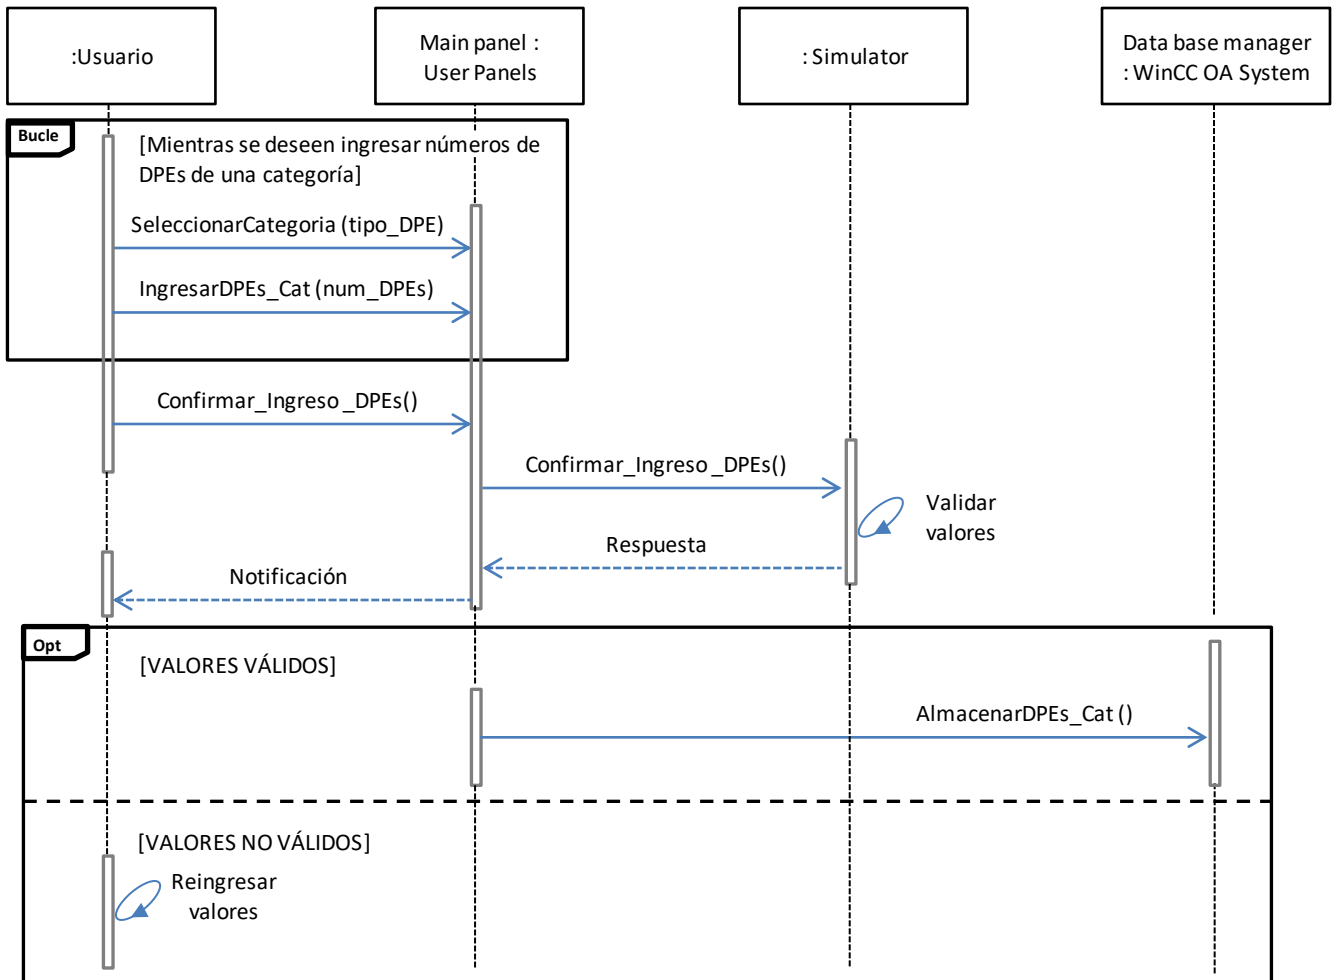 :Usuario
Main panel :
User Panels
: Simulator
Data base manager
: WinCC OA System
Bucle
[Mientras se deseen ingresar números de
DPEs de una categoría]
SeleccionarCategoria (tipo_DPE)
IngresarDPEs_Cat (num_DPEs)
Confirmar_Ingreso_DPEs()
Confirmar_Ingreso_DPEs()
Validar
valores
Respuesta
Notificación
Opt
[VALORES VÁLIDOS]
AlmacenarDPEs_Cat ()
[VALORES NO VÁLIDOS]
Reingresar
valores